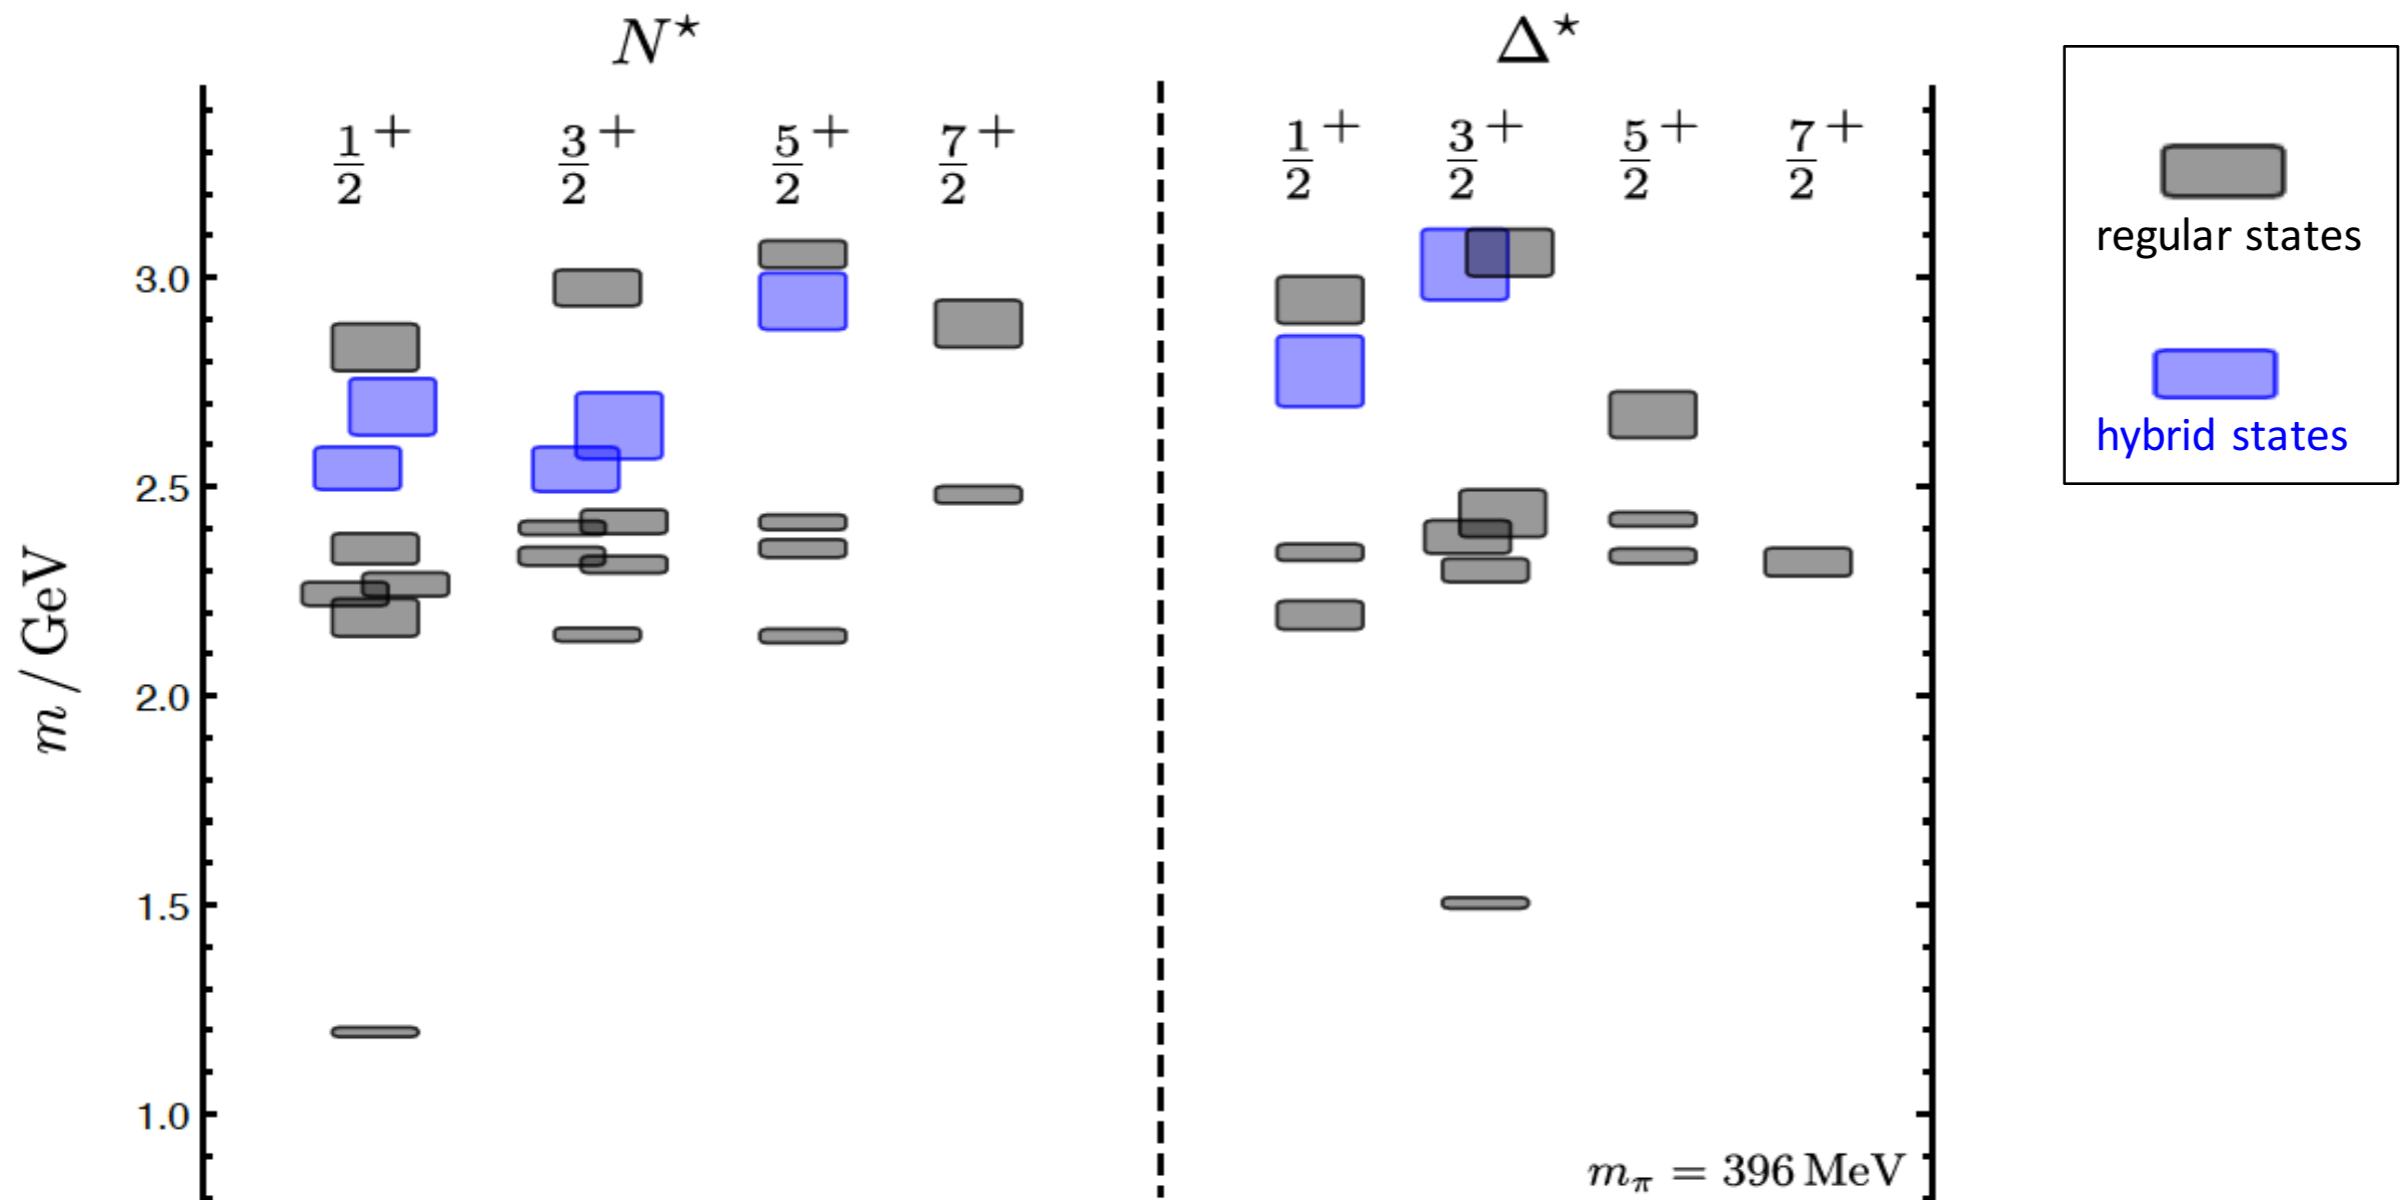 N* Δ*
1/2+ 3/2+ 5/2+ 7/2+ 1/2+ 3/2+ 5/2+ 7/2+
regular states
hybrid states
m / GeV
3.0
2.5
2.0
1.5
1.0
mπ = 396 MeV